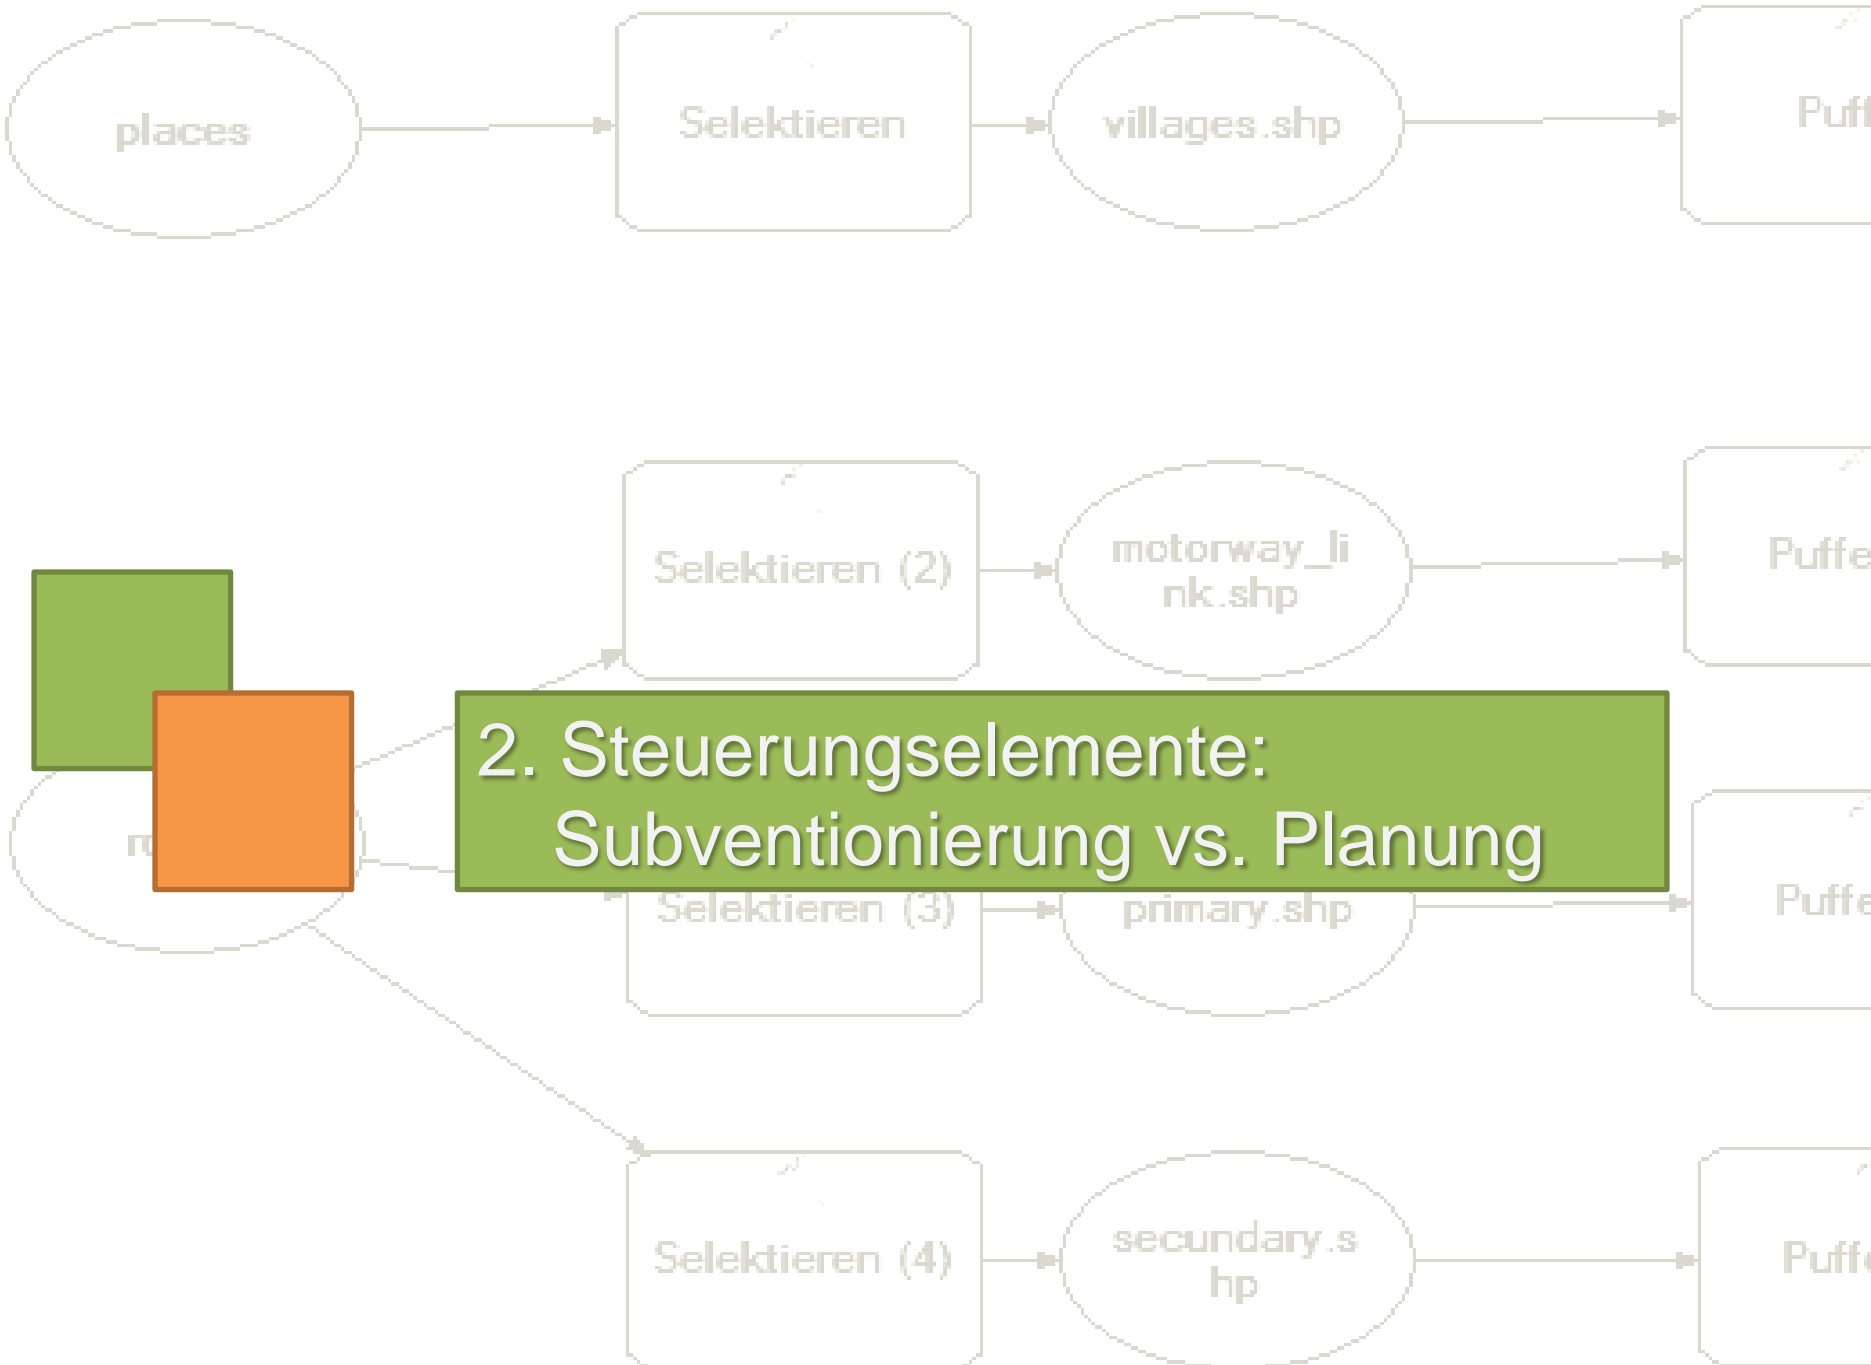 places
Selektieren
villages.shp
Selektieren (2)
motorway_li
nk.shp
2. Steuerungselemente:
Subventionierung vs. Planung
Selektieren (3)
primary.shp
Selektieren (4)
secundary.s
hp